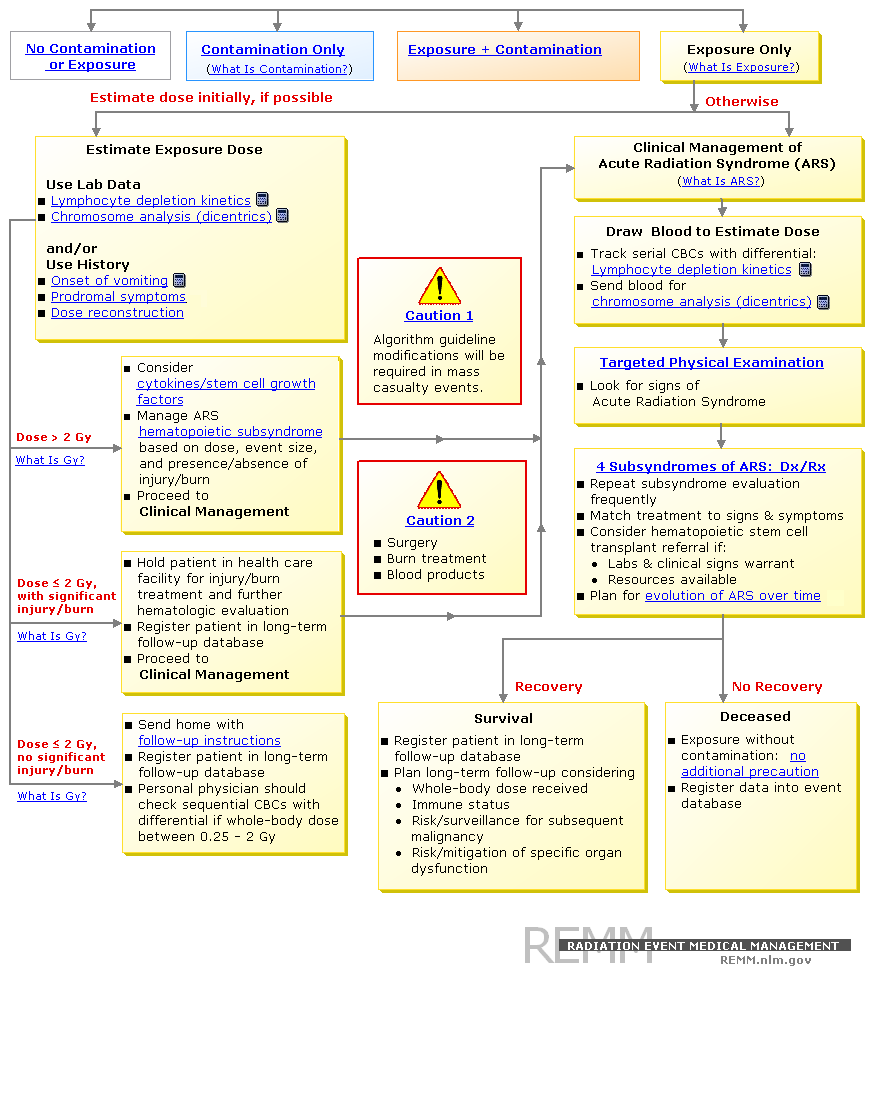 No Contamination
or Exposure
Contamination Only
(What Is Contamination?)
Exposure + Contamination
Exposure Only
(What Is Exposure?)
Estimate dose initially, if possible
Otherwise
Estimate Exposure Dose
Use Lab Data
Lymphocyte depletion kinetics
Chromosome analysis (dicentrics)
and/or
Use History
Onset of vomiting
Prodromal symptoms
Dose reconstruction
Clinical Management of
Acute Radiation Syndrome (ARS)
(What Is ARS?)
Draw Blood to Estimate Dose
Track serial CBCs with differential:
Lymphocyte depletion kinetics
Send blood for
chromosome analysis (dicentrics)
Caution 1
Algorithm guideline
modifications will be
required in mass
casualty events.
Targeted Physical Examination
Look for signs of
Acute Radiation Syndrome
Dose > 2 Gy
What Is Gy?
Consider
cytokines/stem cell growth
factors
Manage ARS
hematopoietic subsyndrome
based on dose, event size,
and presence/absence of
injury/burn
Proceed to
Clinical Management
Caution 2
Surgery
Burn treatment
Blood products
4 Subsyndromes of ARS: Dx/Rx
Repeat subsyndrome evaluation
frequently
Match treatment to signs & symptoms
Consider hematopoietic stem cell
transplant referral if:
Labs & clinical signs warrant
Resources available
Plan for evolution of ARS over time
Dose ≤ 2 Gy,
with significant
injury/burn
What Is Gy?
Hold patient in health care
facility for injury/burn
treatment and further
hematologic evaluation
Register patient in long-term
follow-up database
Proceed to
Clinical Management
Dose ≤ 2 Gy,
no significant
injury/burn
What Is Gy?
Send home with
follow-up instructions
Register patient in long-term
follow-up database
Personal physician should
check sequential CBCs with
differential if whole-body dose
between 0.25 - 2 Gy
Recovery
No Recovery
Survival
Register patient in long-term
follow-up database
Plan long-term follow-up considering
Whole-body dose received
Immune status
Risk/surveillance for subsequent
malignancy
Risk/mitigation of specific organ
dysfunction
Deceased
Exposure without
contamination: no
additional precaution
Register data into event
database
REMM
RADIATION EVENT MEDICAL MANAGEMENT
REMM.nlm.gov